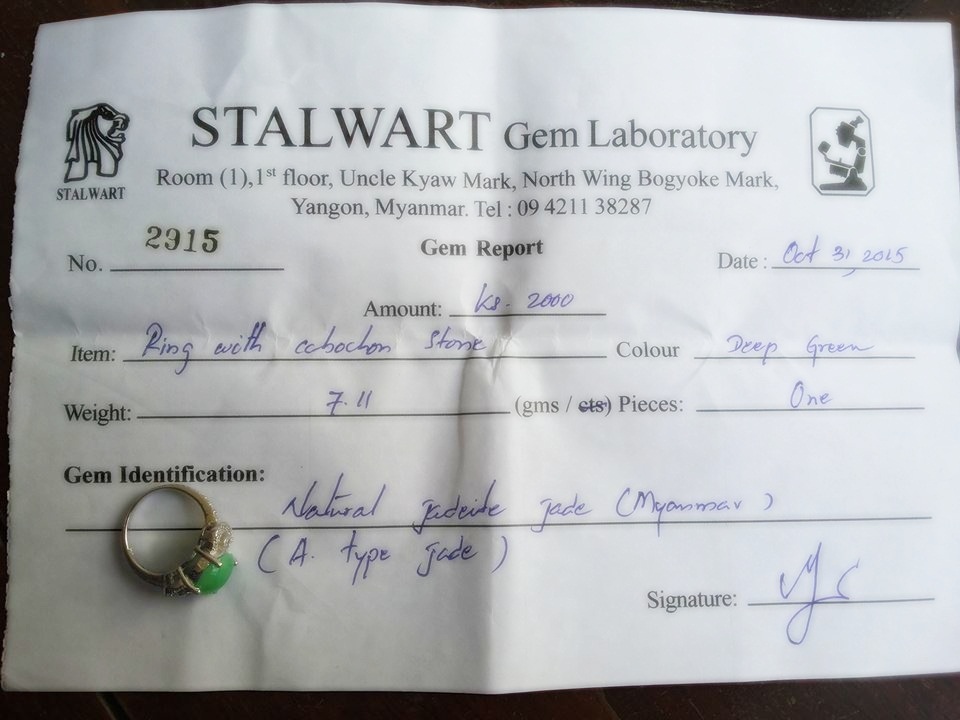 STALWART Gem Laboratory
STALWART
Room (1),1st floor, Uncle Kyaw Mark, North Wing Bogyoke Mark,
Yangon, Myanmar. Tel : 09 4211 38287
No. 2915
Gem Report
Date : Oct 31, 2015
Amount: Ks. 2000
Item: Ring with cabochon Stone Colour Deep Green
Weight: 7.11 (gms / cts) Pieces: One
Gem Identification:
Natural jadeite jade (Myanmar)
(A. type jade)
Signature: